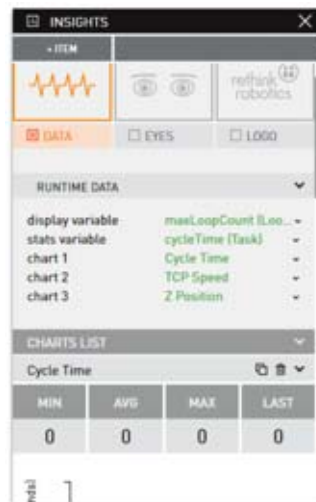 INSIGHTS
+ ITEM
rethink
robotics
DATA
EYES
LOGO
RUNTIME DATA
display variable maxLoopCount (Loo...
stats variable cycleTime (Task)
chart 1 Cycle Time
chart 2 TCP Speed
chart 3 Z Position
CHARTS LIST
Cycle Time
MIN AVG MAX LAST
0 0 0 0